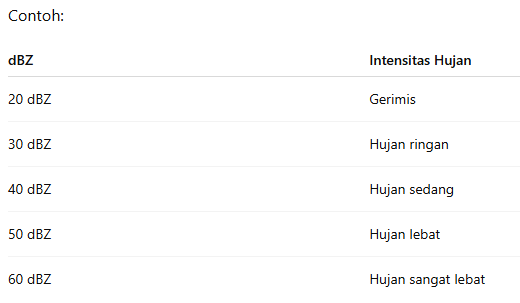 Contoh:
dBZ Intensitas Hujan
20 dBZ Gerimis
30 dBZ Hujan ringan
40 dBZ Hujan sedang
50 dBZ Hujan lebat
60 dBZ Hujan sangat lebat